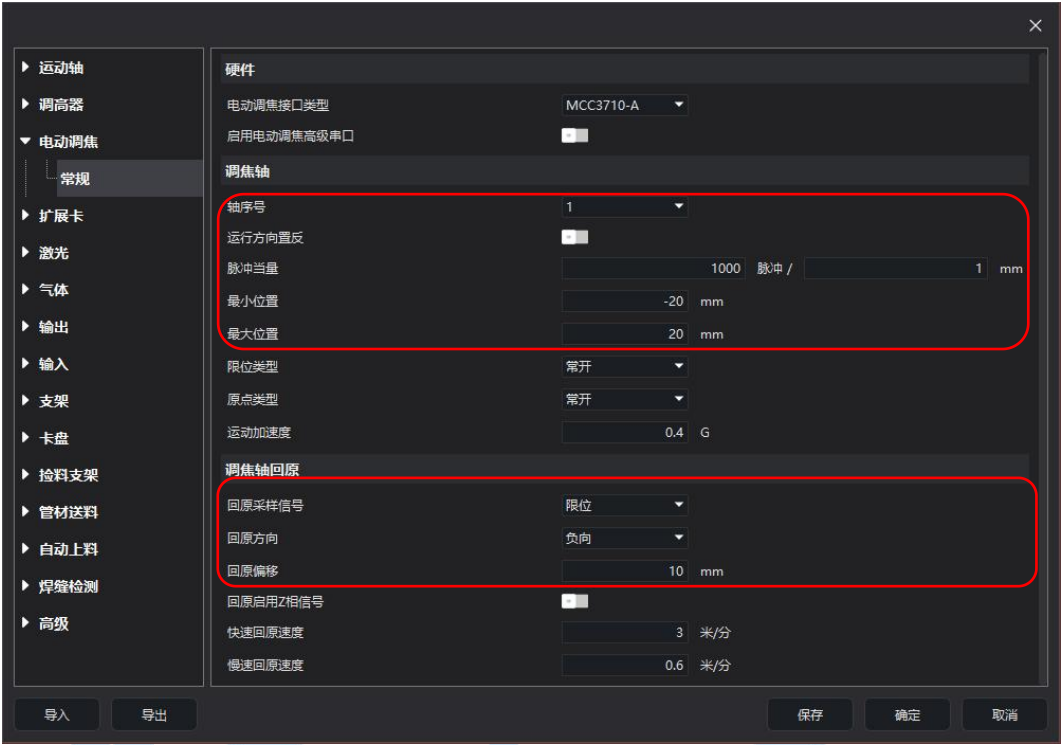 运动轴
调高器
电动调焦
常规
扩展卡
激光
气体
输出
输入
支架
卡盘
捡料支架
管材送料
自动上料
焊缝检测
高级
硬件
电动调焦接口类型 MCC3710-A
启用电动调焦高级串口
调焦轴
轴序号 1
运行方向置反
脉冲当量 1000 脉冲 / 1 mm
最小位置 -20 mm
最大位置 20 mm
限位类型 常开
原点类型 常开
运动加速度 0.4 G
调焦轴回原
回原采样信号 限位
回原方向 负向
回原偏移 10 mm
回原启用Z相信号
快速回原速度 3 米/分
慢速回原速度 0.6 米/分
导入 导出 保存 确定 取消